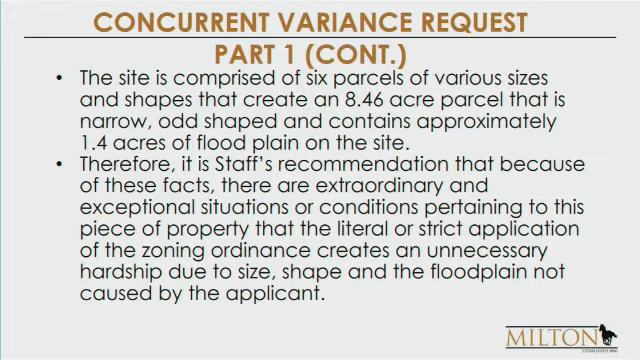 CONCURRENT VARIANCE REQUEST
PART 1 (CONT.)
• The site is comprised of six parcels of various sizes
and shapes that create an 8.46 acre parcel that is
narrow, odd shaped and contains approximately
1.4 acres of flood plain on the site.
• Therefore, it is Staff's recommendation that because
of these facts, there are extraordinary and
exceptional situations or conditions pertaining to this
piece of property that the literal or strict application
of the zoning ordinance creates an unnecessary
hardship due to size, shape and the floodplain not
caused by the applicant.
MILTON
ESTABLISHED 2006